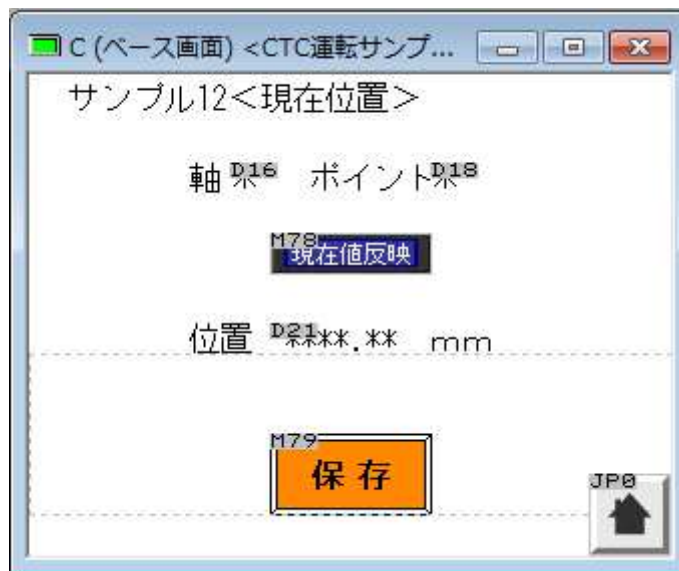 C (ベース画面) <CTC運転サンプ...
サンプル12<現在位置>
軸 D16 * ポイント D18 *
M78
現在値反映
位置 D21 ****.** mm
M79
保存
JP0